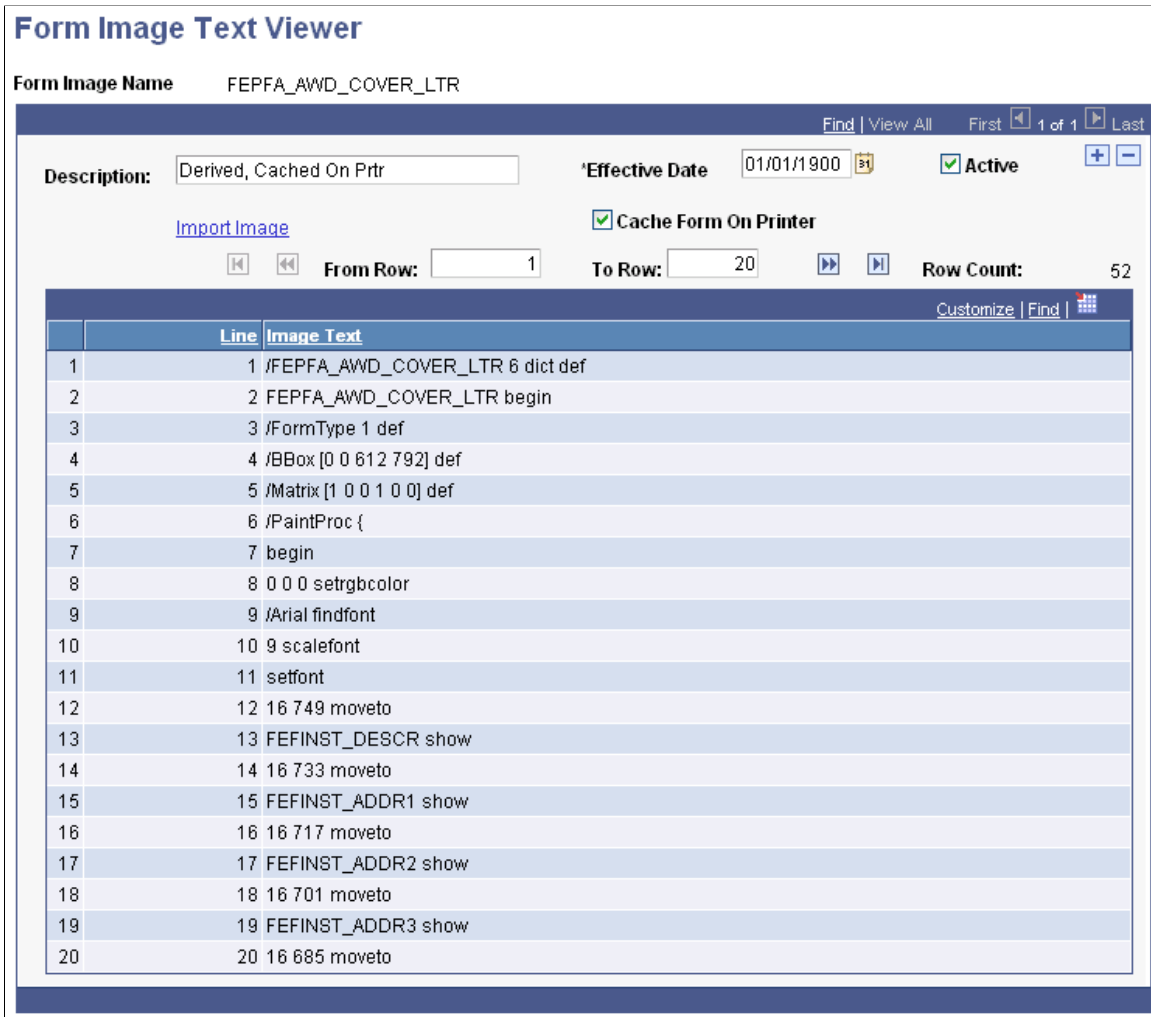 Form Image Text Viewer
Form Image Name FEPFA_AWD_COVER_LTR
Find | View All First 1 of 1 Last
Description: Derived, Cached On Prtr *Effective Date 01/01/1900 31 Active
Import Image Cache Form On Printer
From Row: 1 To Row: 20 Row Count: 52
Customize | Find |
Line Image Text
1 1 /FEPFA_AWD_COVER_LTR 6 dict def
2 2 FEPFA_AWD_COVER_LTR begin
3 3 /FormType 1 def
4 4 /BBox [0 0 612 792] def
5 5 /Matrix [1 0 0 1 0 0] def
6 6 /PaintProc {
7 7 begin
8 8 0 0 0 setrgbcolor
9 9 /Arial findfont
10 10 9 scalefont
11 11 setfont
12 12 16 749 moveto
13 13 FEFINST_DESCR show
14 14 16 733 moveto
15 15 FEFINST_ADDR1 show
16 16 16 717 moveto
17 17 FEFINST_ADDR2 show
18 18 16 701 moveto
19 19 FEFINST_ADDR3 show
20 20 16 685 moveto